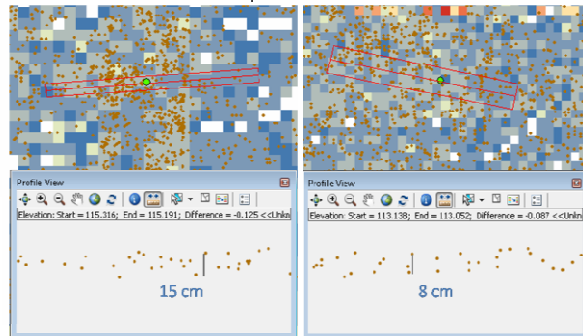 Profile View
Elevation: Start = 115.316; End = 115.191; Difference = -0.125 <<Unkn
15 cm
Profile View
Elevation: Start = 113.138; End = 113.052; Difference = -0.087 <<Unkn
8 cm